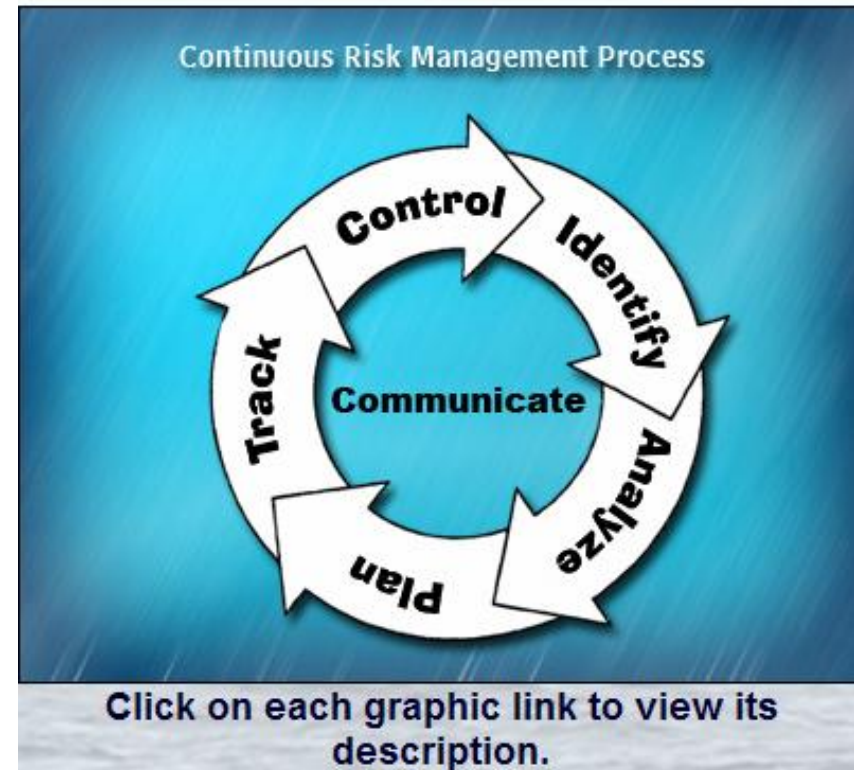 Continuous Risk Management Process
Control
Identify
Analyze
Plan
Track
Communicate
Click on each graphic link to view its
description.